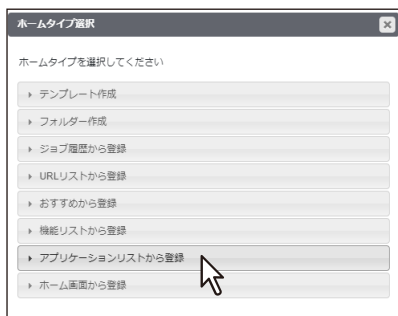 ホームタイプ選択
ホームタイプを選択してください
テンプレート作成
フォルダー作成
ジョブ履歴から登録
URLリストから登録
おすすめから登録
機能リストから登録
アプリケーションリストから登録
ホーム画面から登録